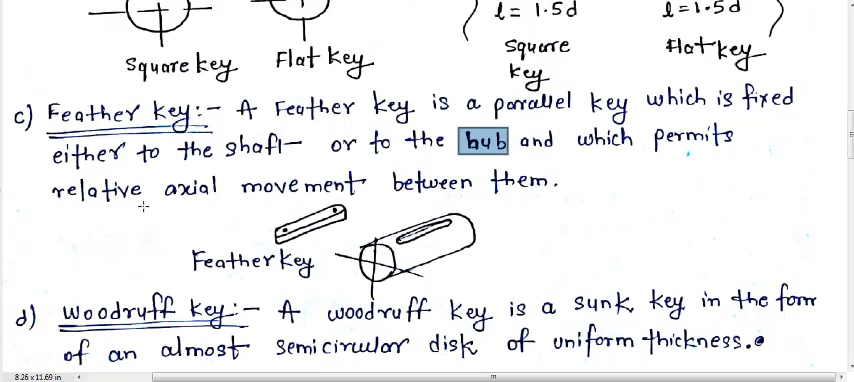 l = 1.5d l = 1.5d
Square key Flat key Square key Flat key
c) Feather key:- A Feather key is a parallel key which is fixed
either to the shaft or to the hub and which permits
relative axial movement between them.
Feather key
d) Woodruff key:- A woodruff key is a sunk key in the form
of an almost semicircular disk of uniform thickness.
8.26 x 11.69 in